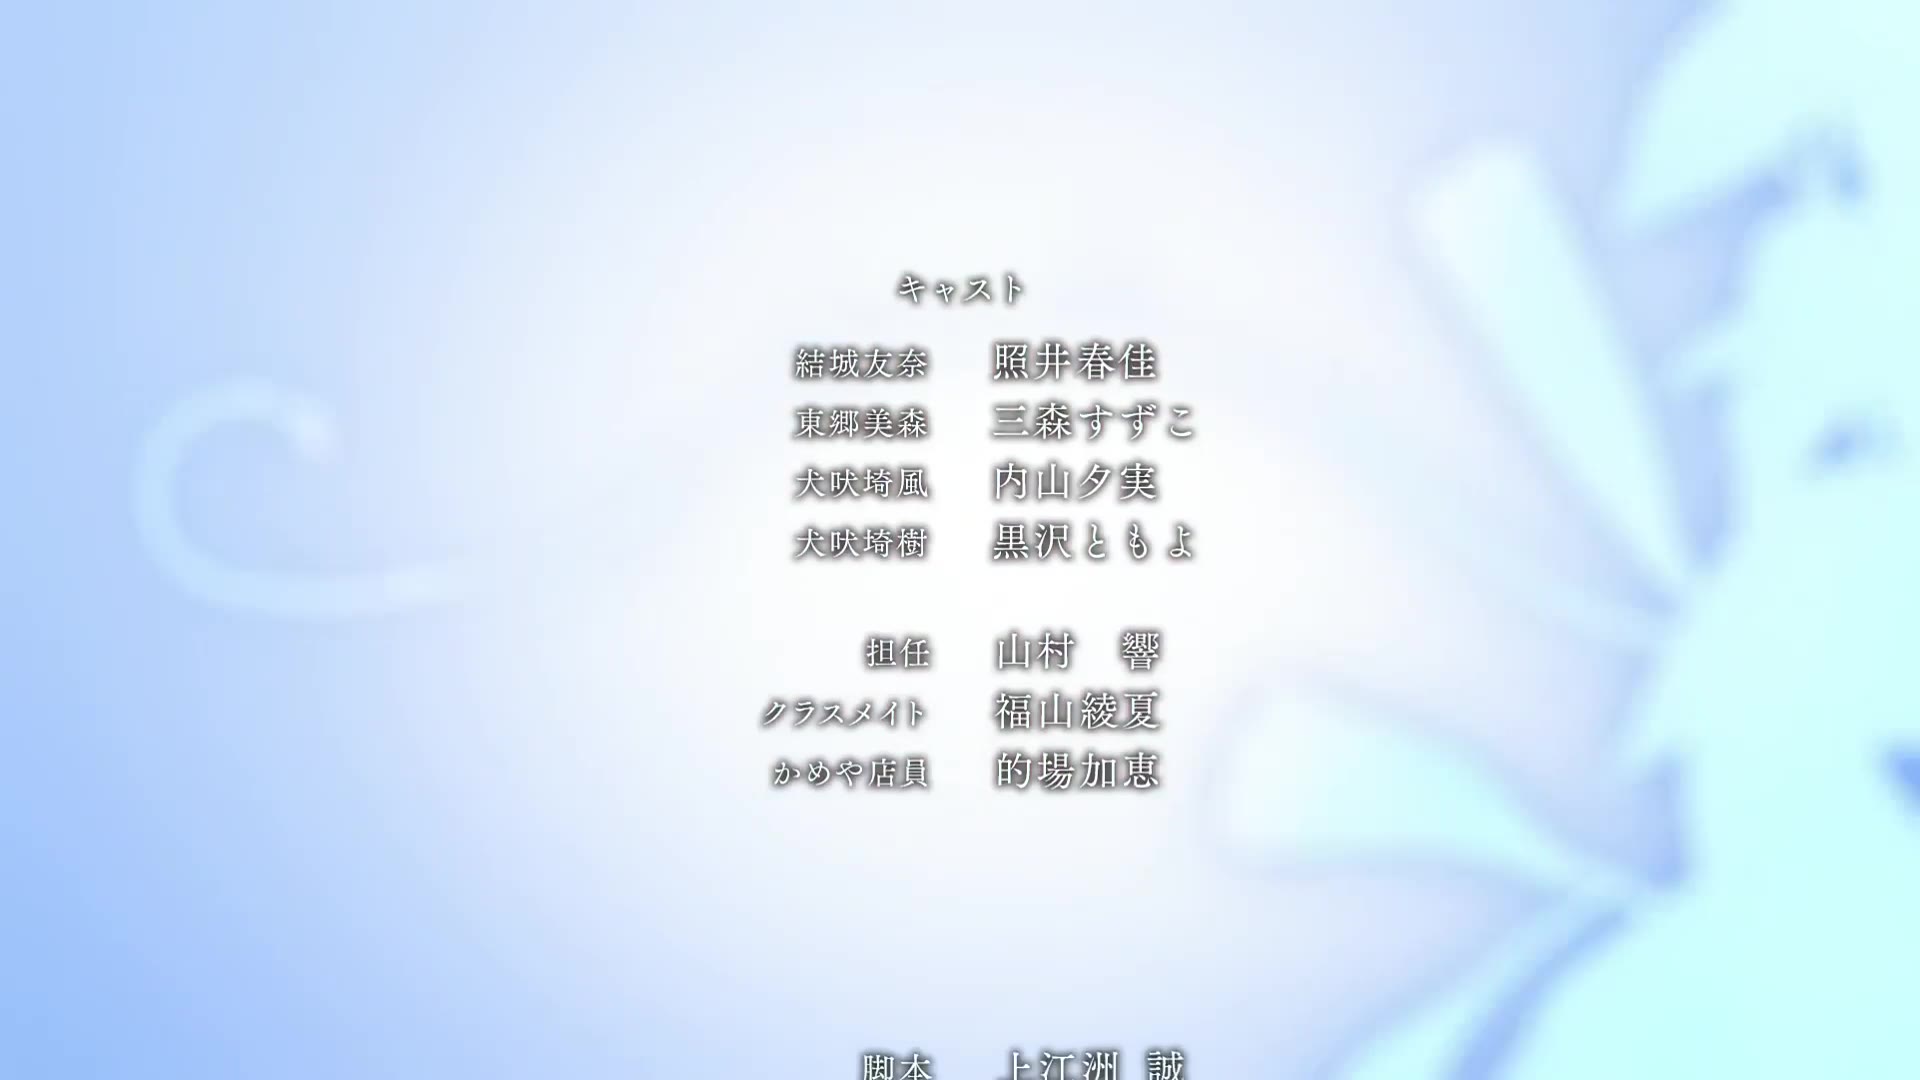 キャスト
結城友奈 照井春佳
東郷美森 三森すずこ
犬吠埼風 内山夕実
犬吠埼樹 黒沢ともよ
担任 山村 響
クラスメイト 福山綾夏
かめや店員 的場加恵
脚本 上江洲 誠